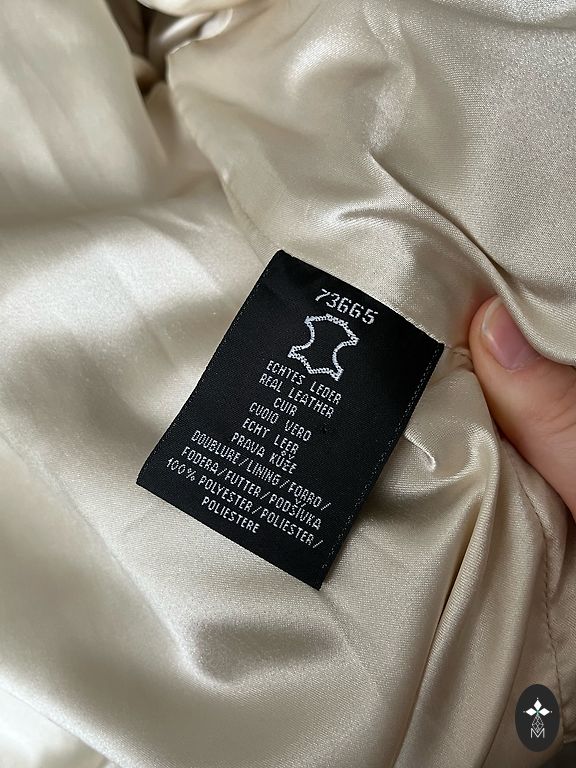 73665
ECHTES LEDER
REAL LEATHER
CUIR
CUOIO VERO
ECHT LEER
PRAVA KŮŽE
DOUBLURE/LINING/FORRO/
FODERA/FUTTER/PODŠÍVKA
100% POLYESTER/POLIESTER/
POLIESTERE
M